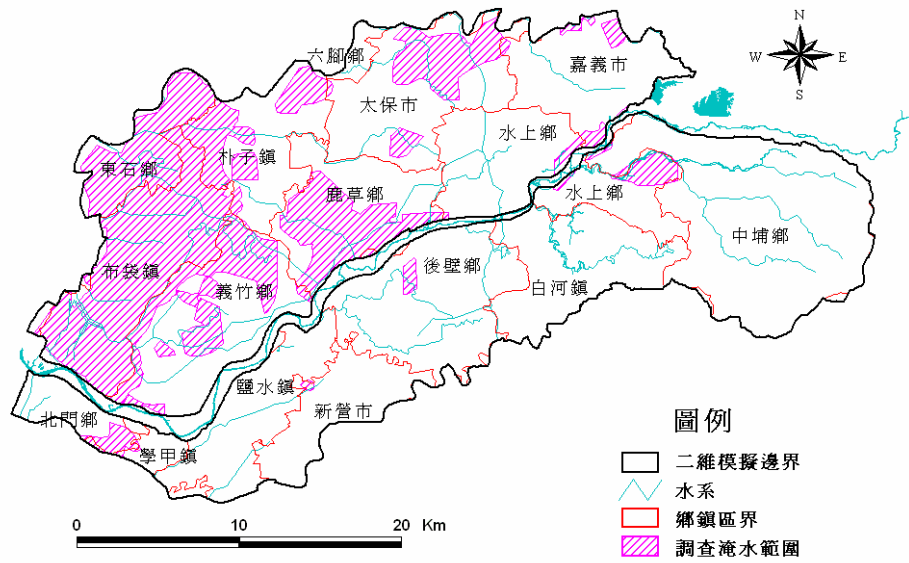 N
W E
S
六腳鄉
嘉義市
太保市
水上鄉
朴子鎮
東石鄉
鹿草鄉
水上鄉
中埔鄉
後壁鄉
布袋鎮
義竹鄉
白河鎮
鹽水鎮
新營市
北門鄉
學甲鎮
圖例
二維模擬邊界
水系
鄉鎮區界
調查淹水範圍
0 10 20 Km